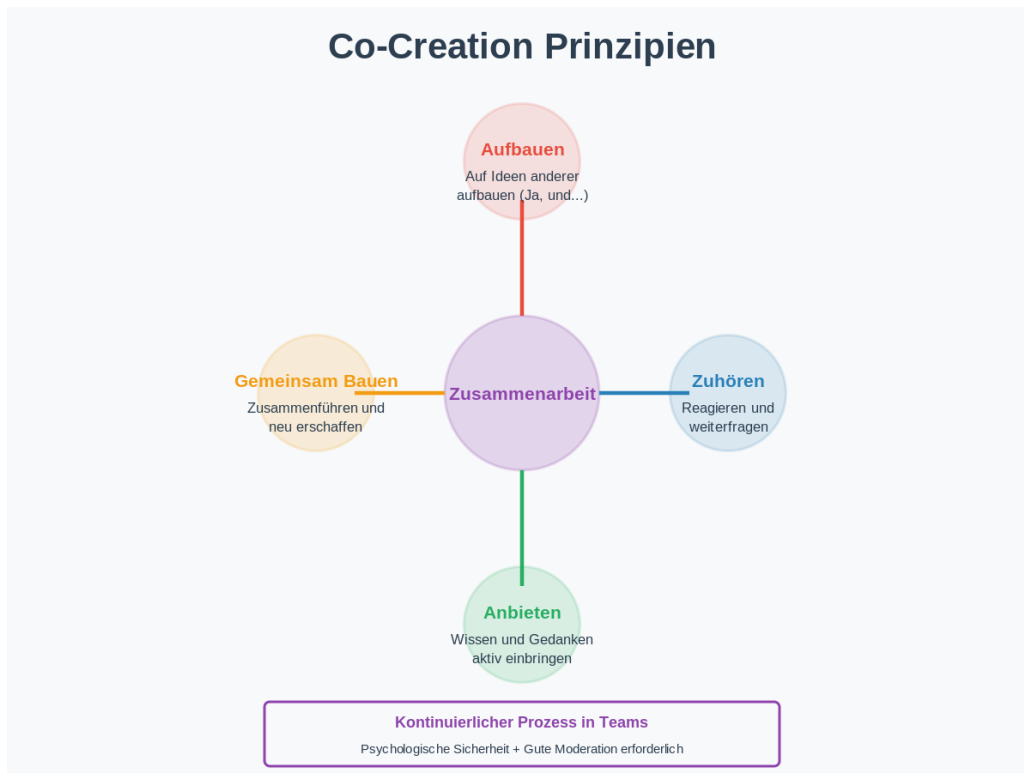 Co-Creation Prinzipien
Aufbauen
Auf Ideen anderer
aufbauen (Ja, und...)
Gemeinsam Bauen
Zusammenführen und
neu erschaffen
Zusammenarbeit
Zuhören
Reagieren und
weiterfragen
Anbieten
Wissen und Gedanken
aktiv einbringen
Kontinuierlicher Prozess in Teams
Psychologische Sicherheit + Gute Moderation erforderlich